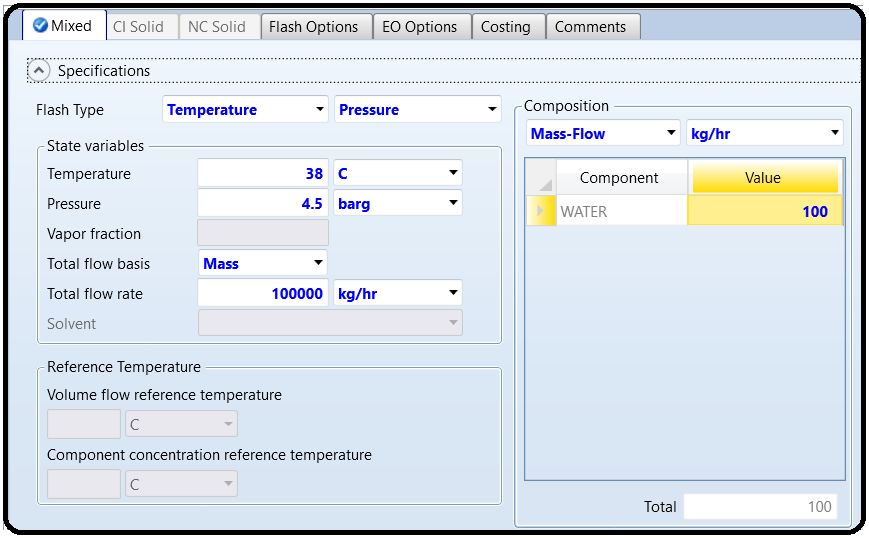 Mixed CI Solid NC Solid Flash Options EO Options Costing Comments
Specifications
Flash Type Temperature Pressure
State variables
Temperature 38 C
Pressure 4.5 barg
Vapor fraction
Total flow basis Mass
Total flow rate 100000 kg/hr
Solvent
Reference Temperature
Volume flow reference temperature
C
Component concentration reference temperature
C
Composition
Mass-Flow kg/hr
Component Value
WATER 100
Total 100